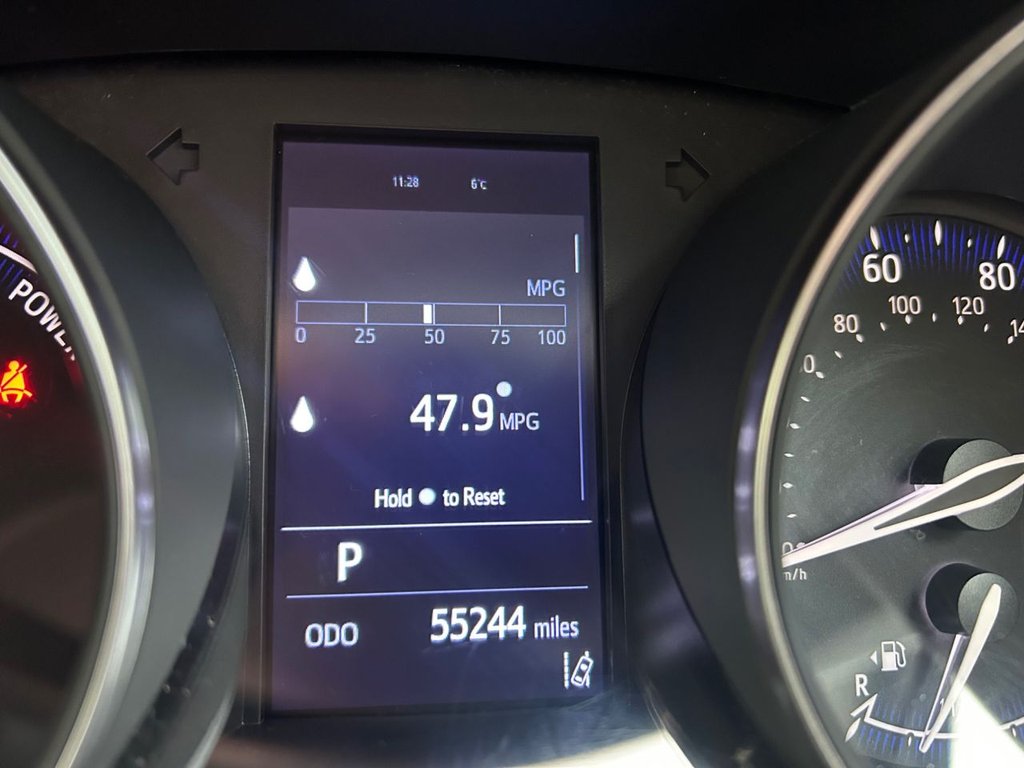 11:28 6°c
MPG
0 25 50 75 100
47.9 MPG
Hold to Reset
P
ODO 55244 miles
POWER
60 80
80 100 120
R